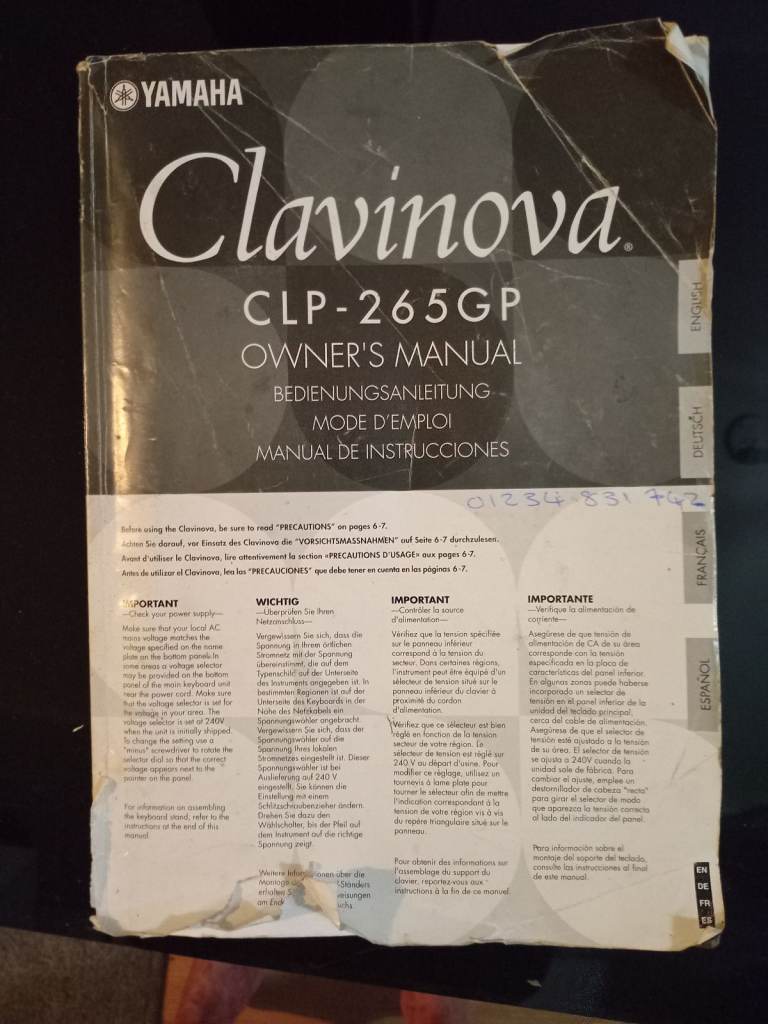 YAMAHA
Clavinova®
CLP-265GP
OWNER'S MANUAL
BEDIENUNGSANLEITUNG
MODE D'EMPLOI
MANUAL DE INSTRUCCIONES
ENGLISH
DEUTSCH
FRANÇAIS
ESPAÑOL
01234 831 742
Before using the Clavinova, be sure to read "PRECAUTIONS" on pages 6-7.
Achten Sie darauf, vor Einsatz des Clavinova die "VORSICHTSMASSNAHMEN" auf Seite 6-7 durchzulesen.
Avant d'utiliser le Clavinova, lire attentivement la section «PRECAUTIONS D'USAGE» aux pages 6-7.
Antes de utilizar el Clavinova, lea las "PRECAUCIONES" que debe tener en cuenta en las páginas 6-7.
IMPORTANT
—Check your power supply—
Make sure that your local AC
mains voltage matches the
voltage specified on the name
plate on the bottom panel. In
some areas a voltage selector
may be provided on the bottom
panel of the main keyboard unit
near the power cord. Make sure
that the voltage selector is set for
the voltage in your area. The
voltage selector is set at 240V
when the unit is initially shipped.
To change the setting use a
"minus" screwdriver to rotate the
selector dial so that the correct
voltage appears next to the
pointer on the panel.
For information on assembling
the keyboard stand, refer to the
instructions at the end of this
manual.
WICHTIG
—Überprüfen Sie Ihren
Netzanschluss—
Vergewissern Sie sich, dass die
Spannung in Ihrem örtlichen
Stromnetz mit der Spannung
übereinstimmt, die auf dem
Typenschild auf der Unterseite
des Instruments angegeben ist. In
bestimmten Regionen ist auf der
Unterseite des Keyboards in der
Nähe des Netzkabels ein
Spannungswähler angebracht.
Vergewissern Sie sich, dass der
Spannungswähler auf die
Spannung Ihres lokalen
Stromnetzes eingestellt ist. Dieser
Spannungswähler ist bei
Auslieferung auf 240 V
eingestellt. Sie können die
Einstellung mit einem
Schlitzschraubenzieher ändern.
Drehen Sie dazu den
Wählschalter, bis der Pfeil auf
dem Instrument auf die richtige
Spannung zeigt.
Weitere über die
Montage Ständers
erhalten
am
IMPORTANT
—Contrôler la source
d'alimentation—
Vérifiez que la tension spécifiée
sur le panneau inférieur
correspond à la tension du
secteur. Dans certaines régions,
l'instrument peut être équipé d'un
sélecteur de tension situé sur le
panneau inférieur du clavier à
proximité du cordon
d'alimentation.
Vérifiez que ce sélecteur est bien
réglé en fonction de la tension
secteur de votre région. Le
sélecteur de tension est réglé sur
240 V au départ d'usine. Pour
modifier ce réglage, utilisez un
tournevis à lame plate pour
tourner le sélecteur afin de mettre
l'indication correspondant à la
tension de votre région vis à vis
du repère triangulaire situé sur le
panneau.
Pour obtenir des informations sur
l'assemblage du support du
clavier, reportez-vous aux
instructions à la fin de ce manuel.
IMPORTANTE
—Verifique la alimentación de
corriente—
Asegúrese de que tensión de
alimentación de CA de su área
corresponde con la tensión
especificada en la placa de
características del panel inferior.
En algunas zonas puede haberse
incorporado un selector de
tensión en el panel inferior de la
unidad del teclado principal,
cerca del cable de alimentación.
Asegúrese de que el selector de
tensión esté ajustado a la tensión
de su área. El selector de tensión
se ajusta a 240V cuando la
unidad sale de fábrica. Para
cambiar el ajuste, emplee un
destornillador de cabeza "recta"
para girar el selector de modo
que aparezca la tensión correcta
al lado del indicador del panel.
Para información sobre el
montaje del soporte del teclado,
consulte las instrucciones al final
de este manual.
EN
DE
FR
ES